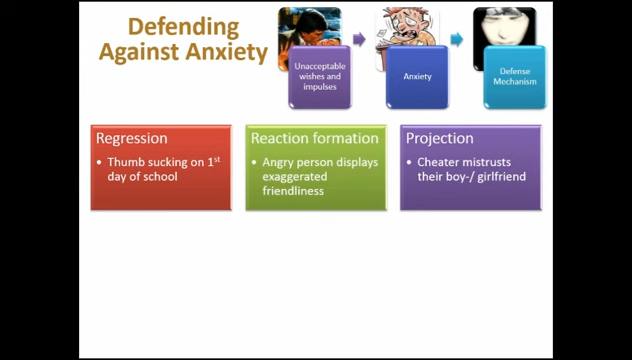 Defending
Against Anxiety
Unacceptable
wishes and
impulses
Anxiety
Defense
Mechanism
Regression
• Thumb sucking on 1st
day of school
Reaction formation
• Angry person displays
exaggerated
friendliness
Projection
• Cheater mistrusts
their boy-/ girlfriend